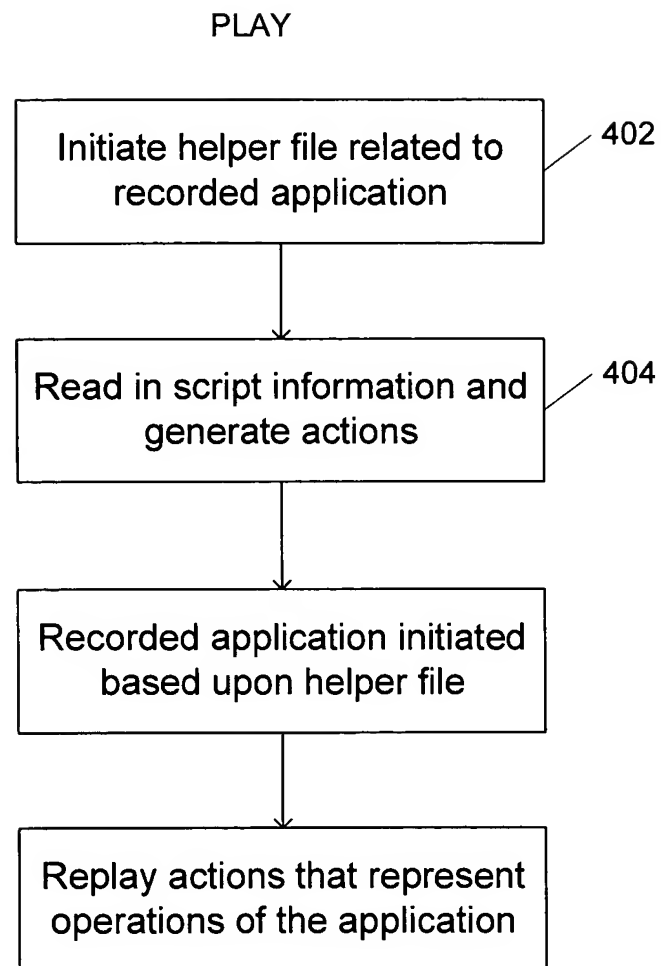 PLAY
Initiate helper file related to
recorded application
402
Read in script information and
generate actions
404
Recorded application initiated
based upon helper file
Replay actions that represent
operations of the application